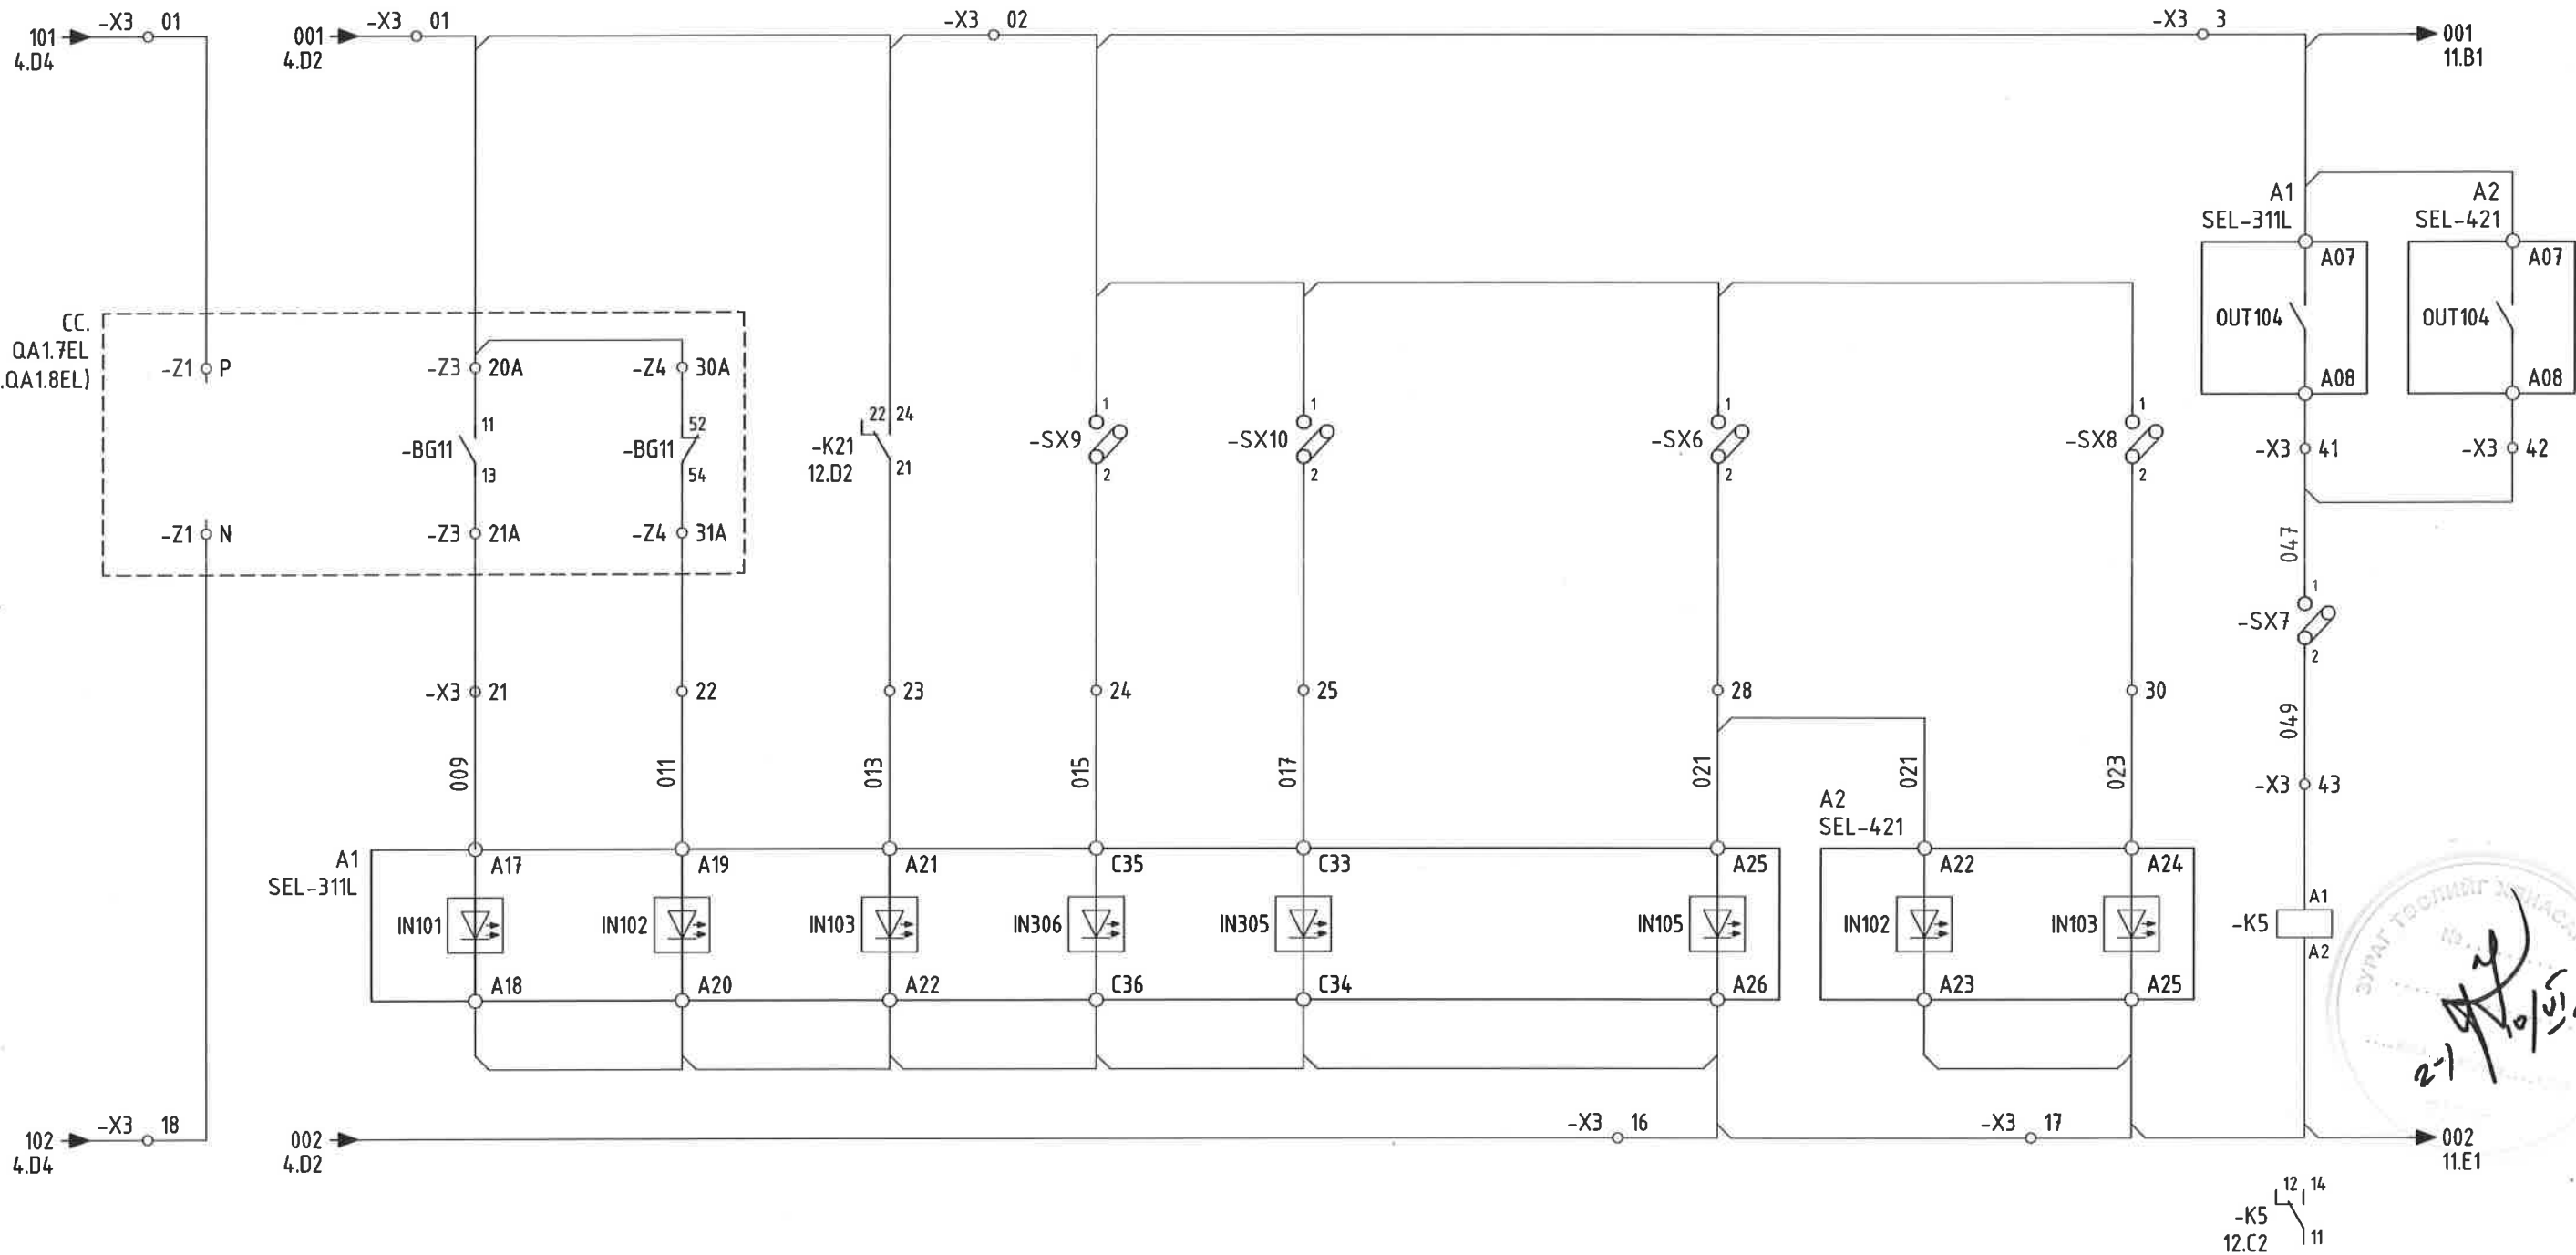 -X3 01
101
4.D4
-X3 01
001
4.D2
-X3 02
-X3 3
001
11.B1
A1
SEL-311L
A07
OUT104
A08
A2
SEL-421
A07
OUT104
A08
CC.
QA1.7EL
.QA1.8EL)
-Z1 P
-Z3 20A
-Z4 30A
11
-BG11
13
52
-BG11
54
22 24
-K21
12.D2
21
1
-SX9
2
1
-SX10
2
1
-SX6
2
1
-SX8
2
-X3 41
-X3 42
-Z1 N
-Z3 21A
-Z4 31A
047
1
-SX7
2
-X3 21
22
23
24
25
28
30
049
009
011
013
015
017
021
021
023
-X3 43
A1
SEL-311L
A17
A19
A21
C35
C33
A25
A2
SEL-421
A22
A24
IN101
IN102
IN103
IN306
IN305
IN105
IN102
IN103
A1
-K5
A2
A18
A20
A22
C36
C34
A26
A23
A25
ЗУРАГ ТӨСЛИЙГ
№
2-1
-X3 18
102
4.D4
002
4.D2
-X3 16
-X3 17
002
11.E1
12 14
-K5
12.C2
11